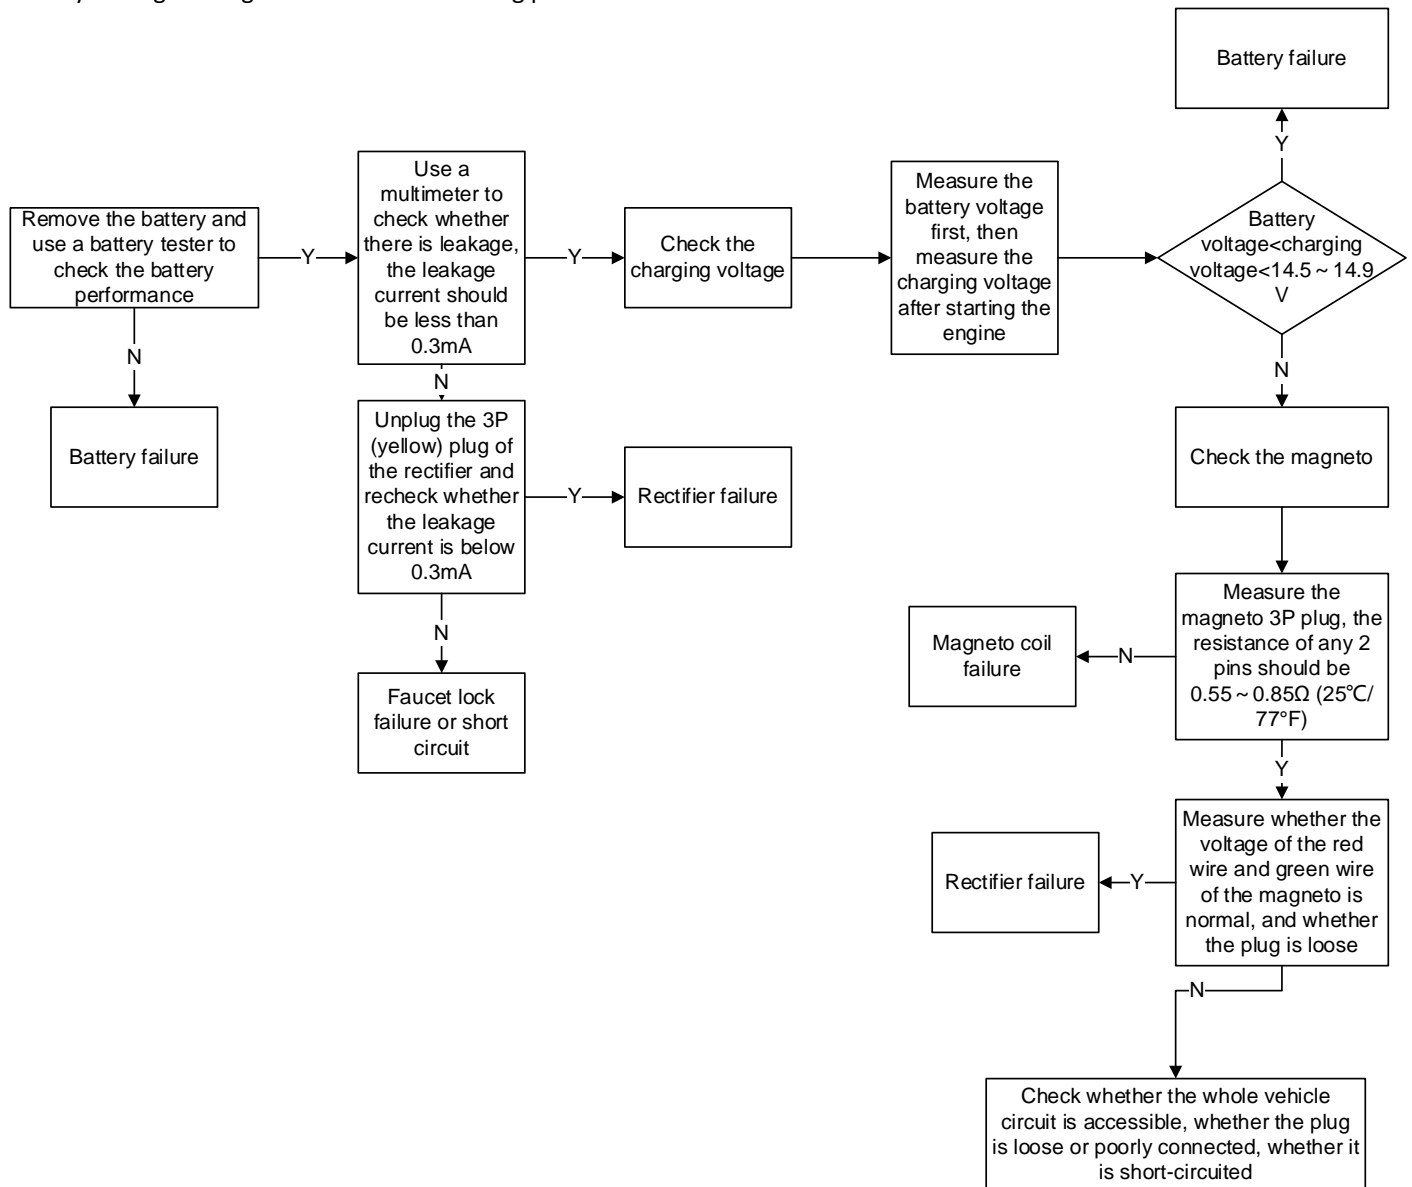 Battery failure
Y
Battery
voltage<charging
voltage<14.5～14.9
V
N
Remove the battery and
use a battery tester to
check the battery
performance
Y
N
Battery failure
Use a
multimeter to
check whether
there is leakage,
the leakage
current should
be less than
0.3mA
Y
N
Check the
charging voltage
Measure the
battery voltage
first, then
measure the
charging voltage
after starting the
engine
Unplug the 3P
(yellow) plug of
the rectifier and
recheck whether
the leakage
current is below
0.3mA
Y
Rectifier failure
N
Faucet lock
failure or short
circuit
Check the magneto
Measure the
magneto 3P plug, the
resistance of any 2
pins should be
0.55～0.85Ω (25℃/
77°F)
N
Magneto coil
failure
Y
Measure whether the
voltage of the red
wire and green wire
of the magneto is
normal, and whether
the plug is loose
Y
Rectifier failure
N
Check whether the whole vehicle
circuit is accessible, whether the plug
is loose or poorly connected, whether it
is short-circuited